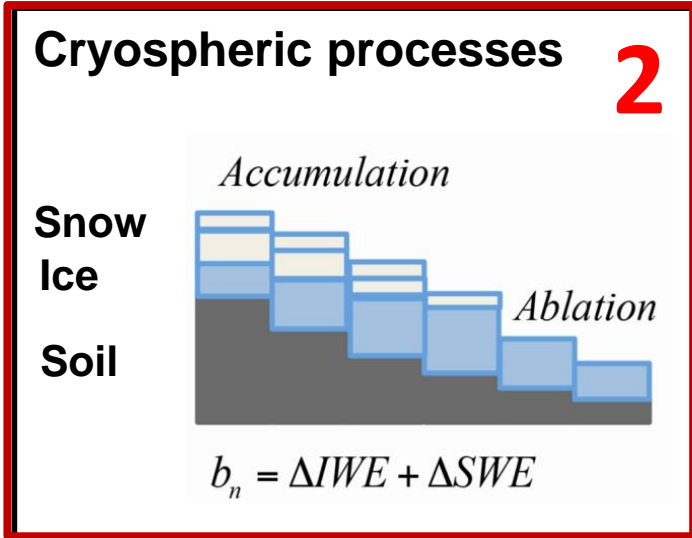 Cryospheric processes
2
Accumulation
Snow
Ice
Ablation
Soil
bₙ = ΔIWE + ΔSWE